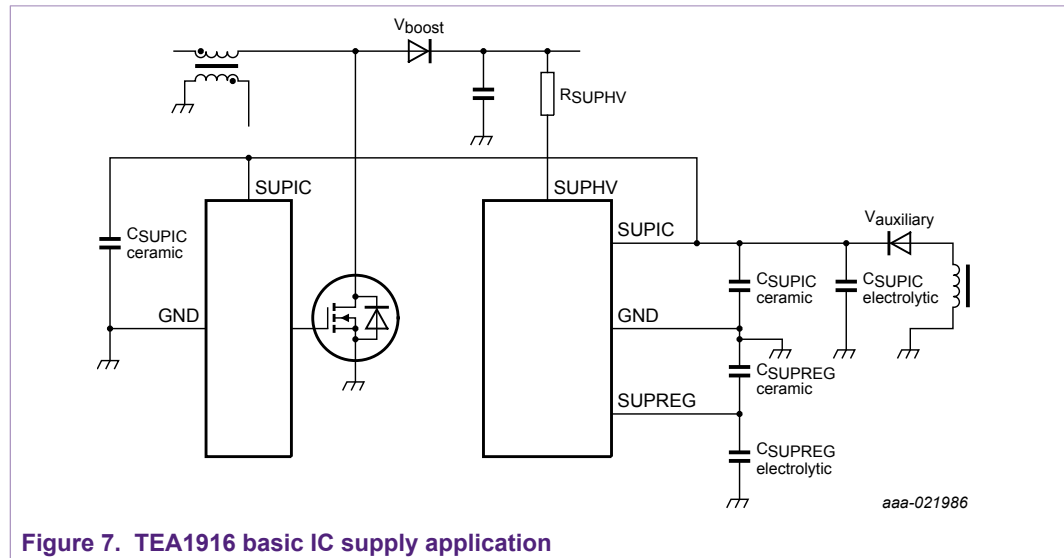 Vboost
RSUPHV
SUPIC
SUPHV
CSUPIC
ceramic
GND
SUPIC
Vauxiliary
CSUPIC
ceramic
CSUPIC
electrolytic
GND
CSUPREG
ceramic
SUPREG
CSUPREG
electrolytic
aaa-021986
Figure 7. TEA1916 basic IC supply application